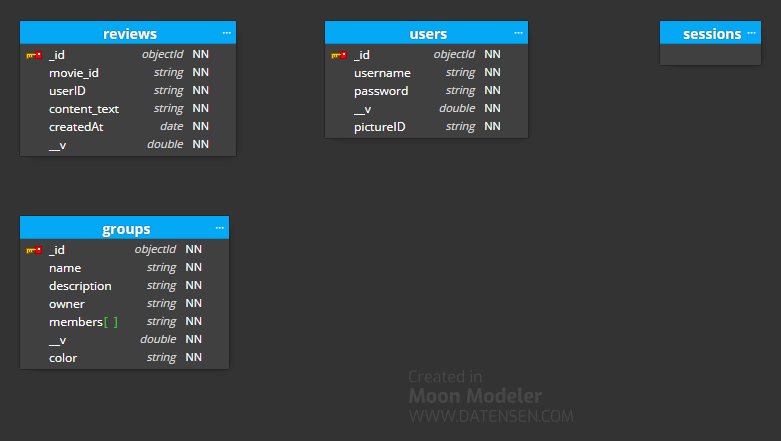 reviews ...
_id objectId NN
movie_id string NN
userID string NN
content_text string NN
createdAt date NN
__v double NN
users ...
_id objectId NN
username string NN
password string NN
__v double NN
pictureID string NN
sessions ...
groups ...
_id objectId NN
name string NN
description string NN
owner string NN
members[ ] string NN
__v double NN
color string NN
Created in
Moon Modeler
WWW.DATENSEN.COM